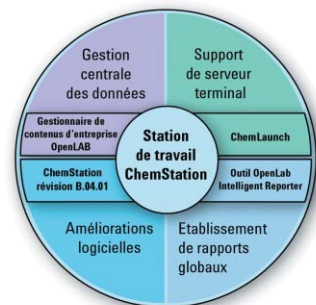 Gestion
centrale
des données
Support
de serveur
terminal
Gestionnaire de
contenus d'entreprise
OpenLAB
Station
de travail
ChemStation
ChemLaunch
ChemStation
révision B.04.01
Outil OpenLab
Intelligent Reporter
Améliorations
logicielles
Etablissement
de rapports
globaux